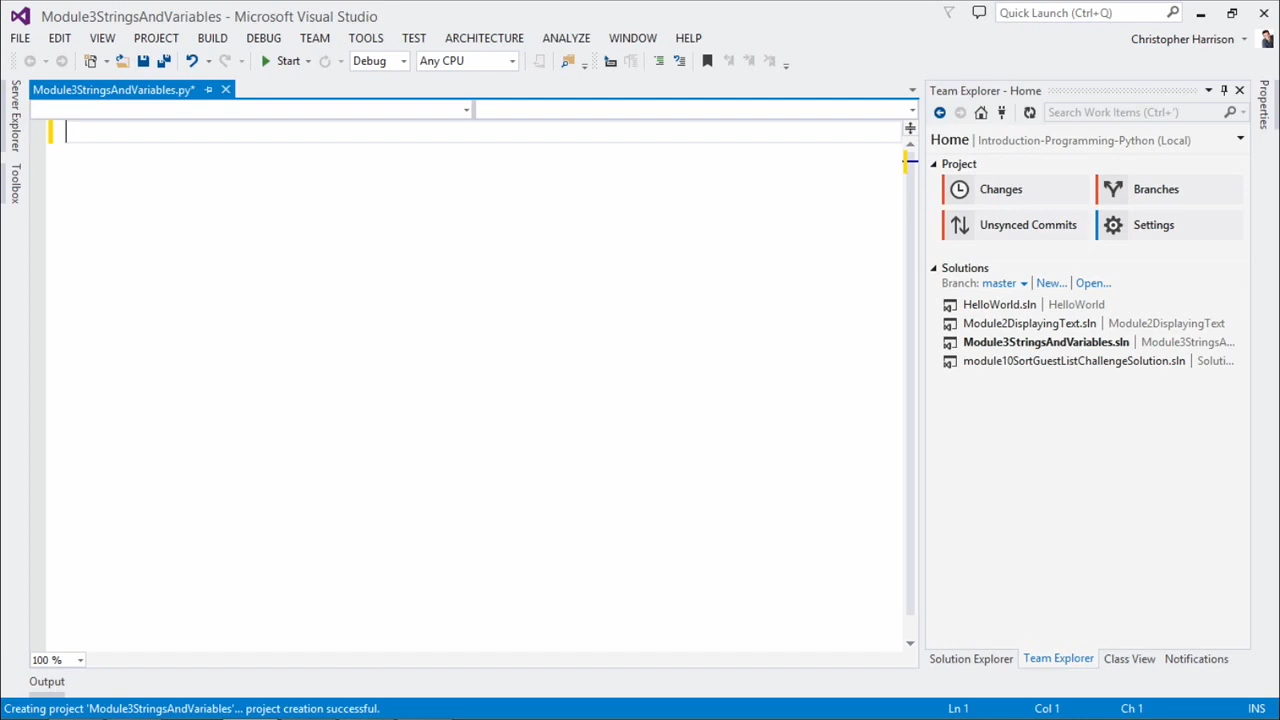 Module3StringsAndVariables - Microsoft Visual Studio
Quick Launch (Ctrl+Q)
FILE EDIT VIEW PROJECT BUILD DEBUG TEAM TOOLS TEST ARCHITECTURE ANALYZE WINDOW HELP
Christopher Harrison
Start Debug Any CPU
Module3StringsAndVariables.py*
Server Explorer
Toolbox
Team Explorer - Home
Search Work Items (Ctrl+')
Home | Introduction-Programming-Python (Local)
Project
Changes Branches
Unsynced Commits Settings
Solutions
Branch: master | New... | Open...
HelloWorld.sln | HelloWorld
Module2DisplayingText.sln | Module2DisplayingText
Module3StringsAndVariables.sln | Module3StringsA...
module10SortGuestListChallengeSolution.sln | Soluti...
Properties
100 %
Solution Explorer Team Explorer Class View Notifications
Output
Creating project 'Module3StringsAndVariables'... project creation successful.
Ln 1 Col 1 Ch 1 INS